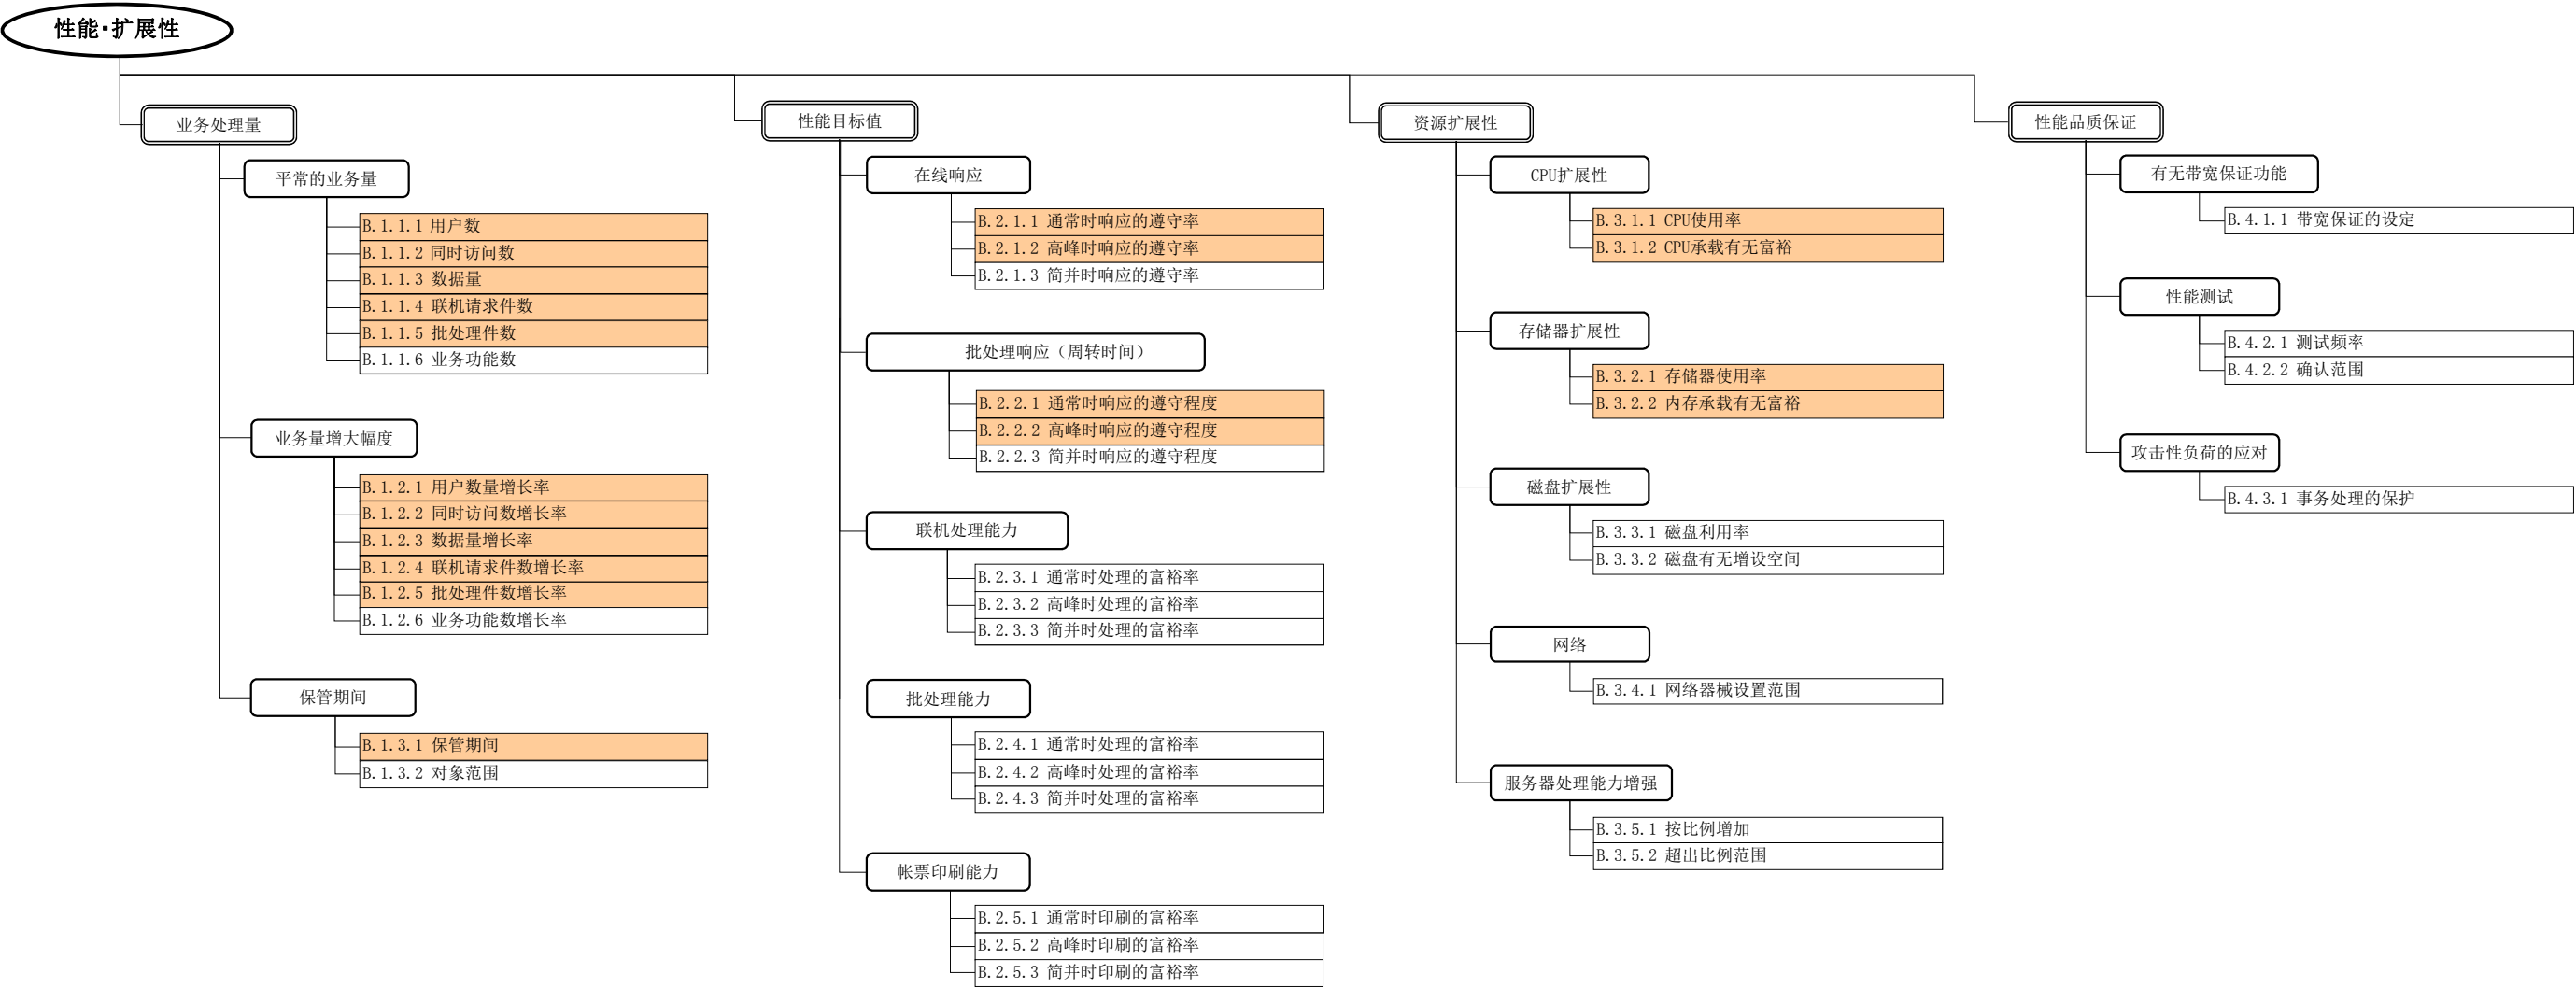 性能·扩展性
业务处理量
平常的业务量
B.1.1.1 用户数
B.1.1.2 同时访问数
B.1.1.3 数据量
B.1.1.4 联机请求件数
B.1.1.5 批处理件数
B.1.1.6 业务功能数
业务量增大幅度
B.1.2.1 用户数量增长率
B.1.2.2 同时访问数增长率
B.1.2.3 数据量增长率
B.1.2.4 联机请求件数增长率
B.1.2.5 批处理件数增长率
B.1.2.6 业务功能数增长率
保管期间
B.1.3.1 保管期间
B.1.3.2 对象范围
性能目标值
在线响应
B.2.1.1 通常时响应的遵守率
B.2.1.2 高峰时响应的遵守率
B.2.1.3 简并时响应的遵守率
批处理响应（周转时间）
B.2.2.1 通常时响应的遵守程度
B.2.2.2 高峰时响应的遵守程度
B.2.2.3 简并时响应的遵守程度
联机处理能力
B.2.3.1 通常时处理的富裕率
B.2.3.2 高峰时处理的富裕率
B.2.3.3 简并时处理的富裕率
批处理能力
B.2.4.1 通常时处理的富裕率
B.2.4.2 高峰时处理的富裕率
B.2.4.3 简并时处理的富裕率
帐票印刷能力
B.2.5.1 通常时印刷的富裕率
B.2.5.2 高峰时印刷的富裕率
B.2.5.3 简并时印刷的富裕率
资源扩展性
CPU扩展性
B.3.1.1 CPU使用率
B.3.1.2 CPU承载有无富裕
存储器扩展性
B.3.2.1 存储器使用率
B.3.2.2 内存承载有无富裕
磁盘扩展性
B.3.3.1 磁盘利用率
B.3.3.2 磁盘有无增设空间
网络
B.3.4.1 网络器械设置范围
服务器处理能力增强
B.3.5.1 按比例增加
B.3.5.2 超出比例范围
性能品质保证
有无带宽保证功能
B.4.1.1 带宽保证的设定
性能测试
B.4.2.1 测试频率
B.4.2.2 确认范围
攻击性负荷的应对
B.4.3.1 事务处理的保护